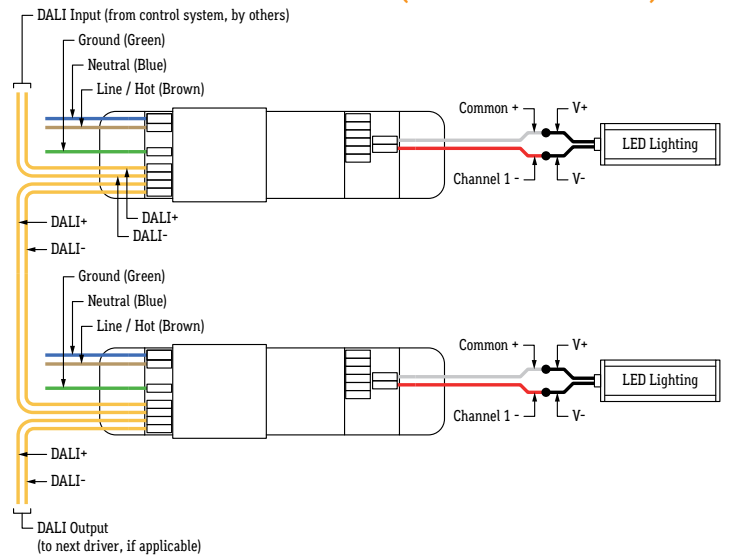 DALI Input (from control system, by others)
Ground (Green)
Neutral (Blue)
Line / Hot (Brown)
Common +
V+
LED Lighting
Channel 1 -
V-
DALI+
DALI-
DALI+
DALI-
Ground (Green)
Neutral (Blue)
Line / Hot (Brown)
Common +
V+
LED Lighting
Channel 1 -
V-
DALI+
DALI-
DALI Output
(to next driver, if applicable)